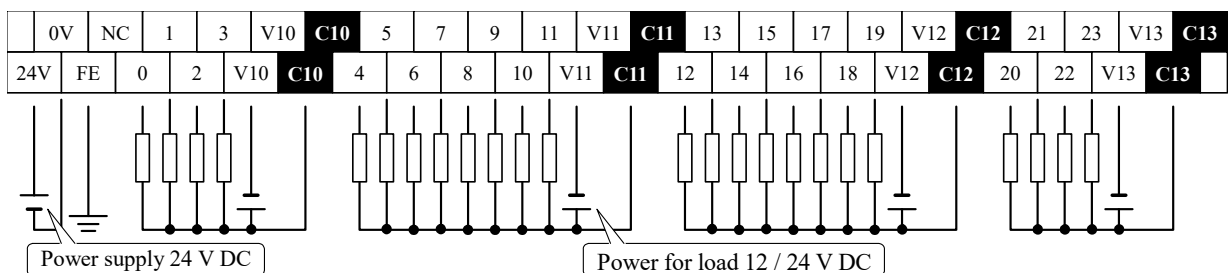 0V NC 1 3 V10 C10 5 7 9 11 V11 C11 13 15 17 19 V12 C12 21 23 V13 C13
24V FE 0 2 V10 C10 4 6 8 10 V11 C11 12 14 16 18 V12 C12 20 22 V13 C13
Power supply 24 V DC
Power for load 12 / 24 V DC